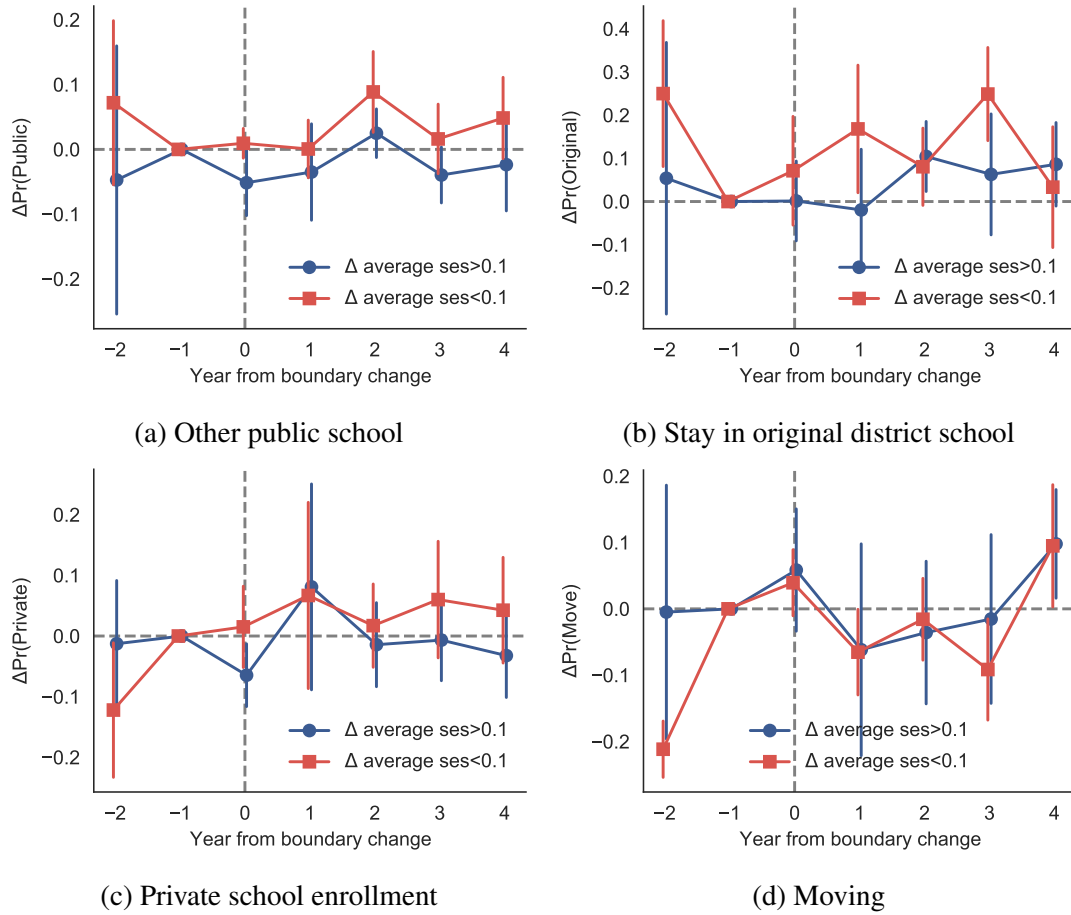 ΔPr(Public)
0.2
0.1
0.0
−0.1
−0.2
Δ average ses>0.1
Δ average ses<0.1
−2 −1 0 1 2 3 4
Year from boundary change
(a) Other public school
ΔPr(Original)
0.4
0.3
0.2
0.1
0.0
−0.1
−0.2
Δ average ses>0.1
Δ average ses<0.1
−2 −1 0 1 2 3 4
Year from boundary change
(b) Stay in original district school
ΔPr(Private)
0.2
0.1
0.0
−0.1
−0.2
Δ average ses>0.1
Δ average ses<0.1
−2 −1 0 1 2 3 4
Year from boundary change
(c) Private school enrollment
ΔPr(Move)
0.2
0.1
0.0
−0.1
−0.2
Δ average ses>0.1
Δ average ses<0.1
−2 −1 0 1 2 3 4
Year from boundary change
(d) Moving